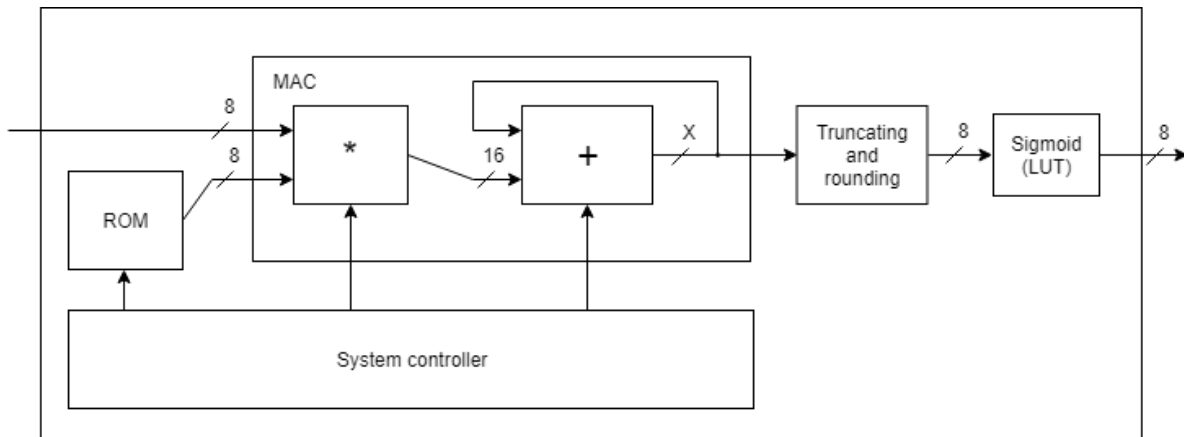 MAC
8
*
8
ROM
16
+
X
Truncating
and
rounding
8
Sigmoid
(LUT)
8
System controller